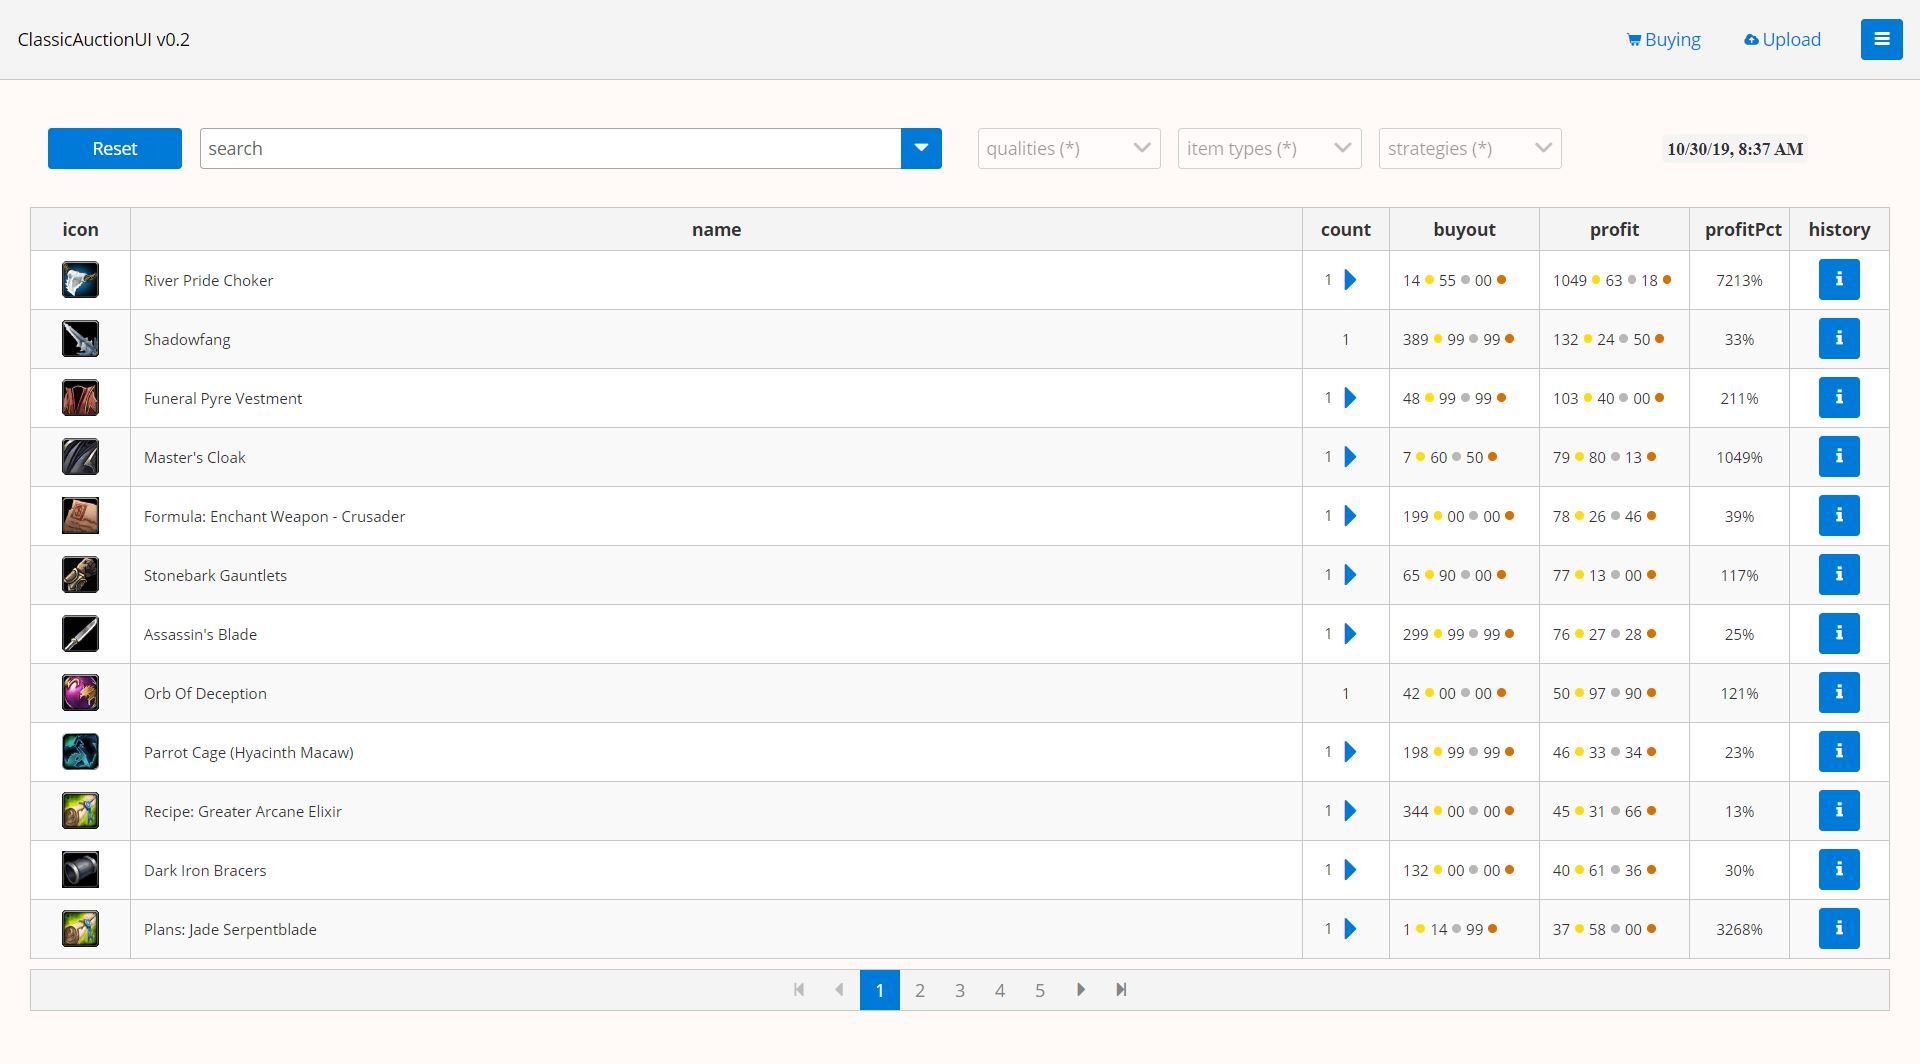 ClassicAuctionUI v0.2 Buying Upload
Reset search qualities (*) item types (*) strategies (*) 10/30/19, 8:37 AM
icon name count buyout profit profitPct history
River Pride Choker 1 14 55 00 1049 63 18 7213%
Shadowfang 1 389 99 99 132 24 50 33%
Funeral Pyre Vestment 1 48 99 99 103 40 00 211%
Master's Cloak 1 7 60 50 79 80 13 1049%
Formula: Enchant Weapon - Crusader 1 199 00 00 78 26 46 39%
Stonebark Gauntlets 1 65 90 00 77 13 00 117%
Assassin's Blade 1 299 99 99 76 27 28 25%
Orb Of Deception 1 42 00 00 50 97 90 121%
Parrot Cage (Hyacinth Macaw) 1 198 99 99 46 33 34 23%
Recipe: Greater Arcane Elixir 1 344 00 00 45 31 66 13%
Dark Iron Bracers 1 132 00 00 40 61 36 30%
Plans: Jade Serpentblade 1 1 14 99 37 58 00 3268%
1 2 3 4 5